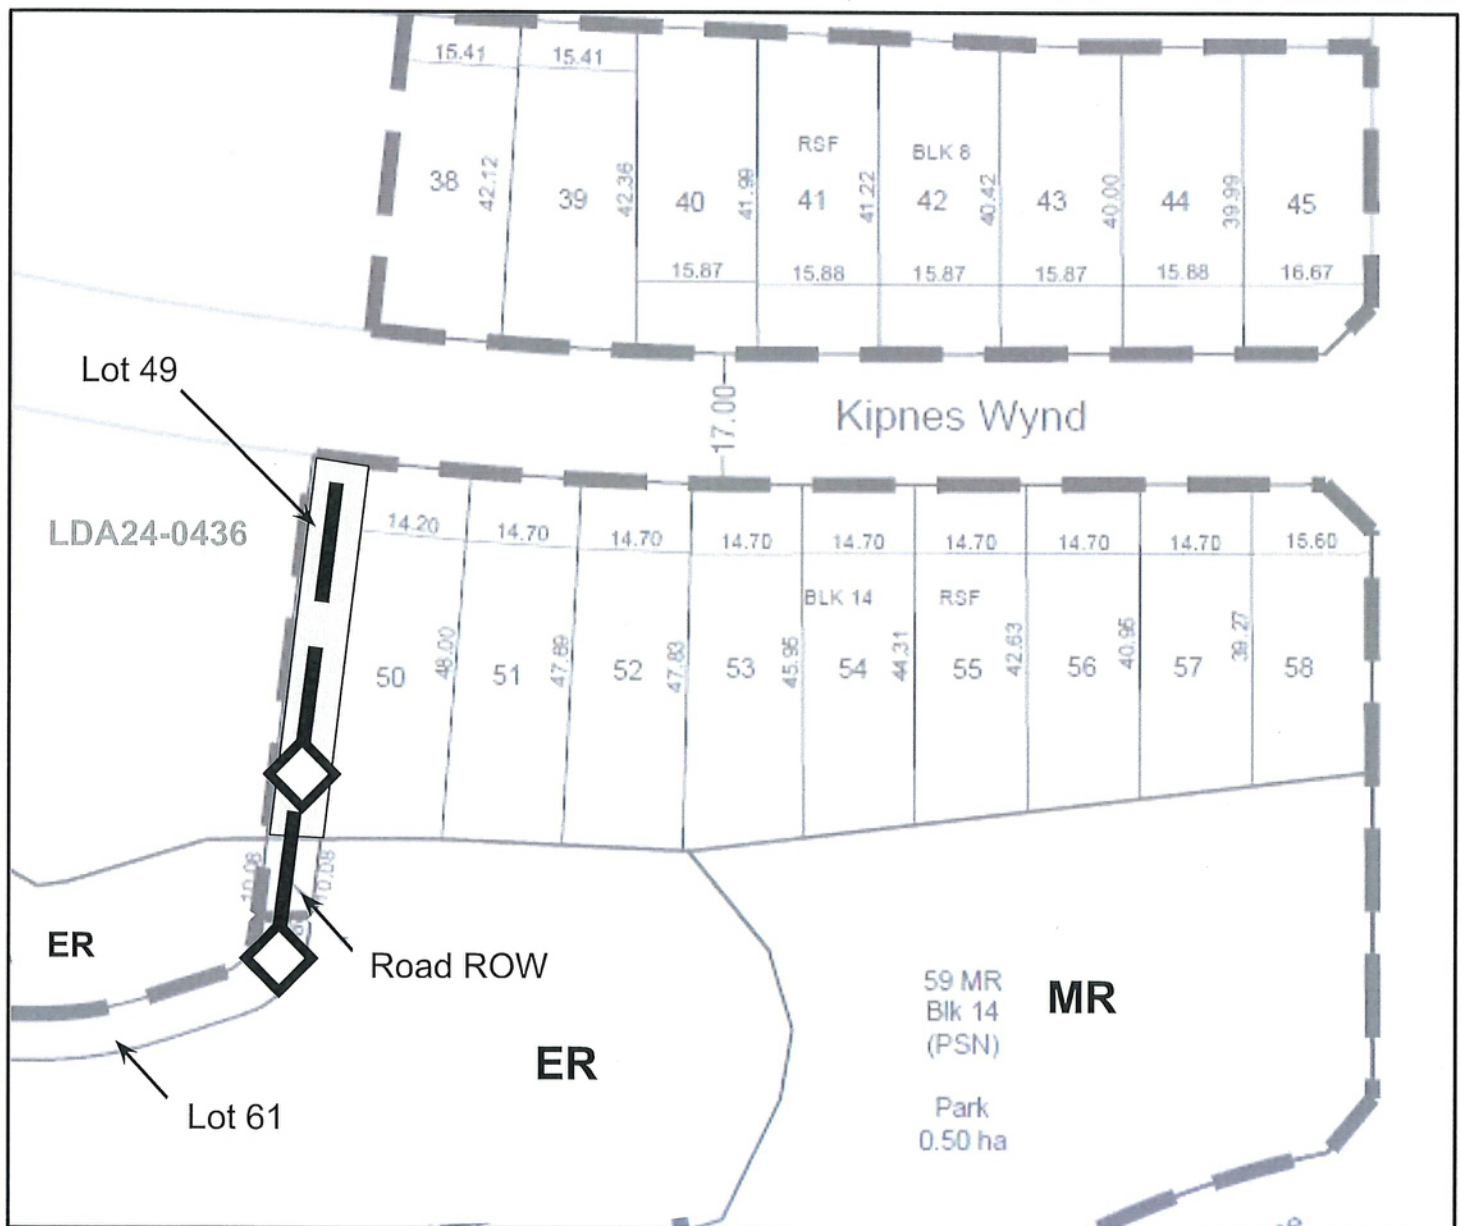 15.41 15.41
RSF
BLK 8
38 42.12 39 42.36 40 41.99 41 41.22 42 40.42 43 40.00 44 39.99 45
15.87 15.88 15.87 15.87 15.88 16.67
Lot 49
17.00
Kipnes Wynd
LDA24-0436
14.20 14.70 14.70 14.70 14.70 14.70 14.70 14.70 15.60
BLK 14 RSF
50 48.00 51 47.89 52 47.83 53 45.95 54 44.31 55 42.63 56 40.95 57 39.27 58
10.08 10.08
ER
Road ROW
59 MR
Blk 14
(PSN)
MR
ER
Park
0.50 ha
Lot 61